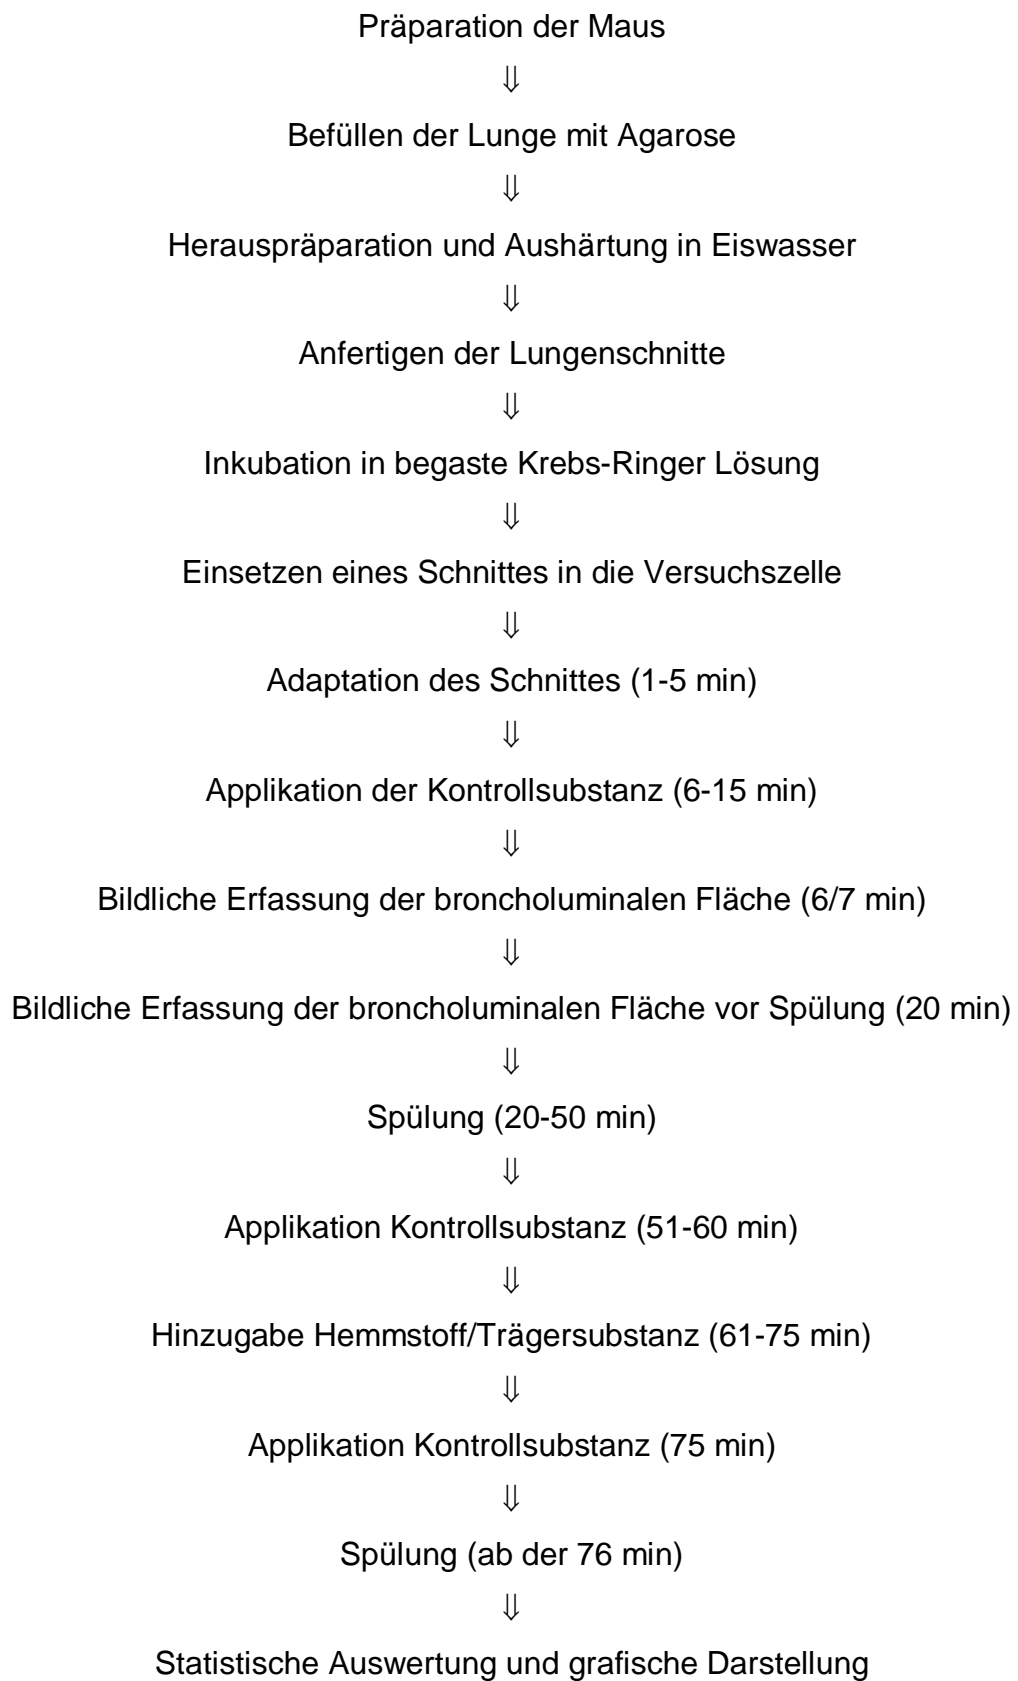 Präparation der Maus
⇓
Befüllen der Lunge mit Agarose
⇓
Herauspräparation und Aushärtung in Eiswasser
⇓
Anfertigen der Lungenschnitte
⇓
Inkubation in begaste Krebs-Ringer Lösung
⇓
Einsetzen eines Schnittes in die Versuchszelle
⇓
Adaptation des Schnittes (1-5 min)
⇓
Applikation der Kontrollsubstanz (6-15 min)
⇓
Bildliche Erfassung der broncholuminalen Fläche (6/7 min)
⇓
Bildliche Erfassung der broncholuminalen Fläche vor Spülung (20 min)
⇓
Spülung (20-50 min)
⇓
Applikation Kontrollsubstanz (51-60 min)
⇓
Hinzugabe Hemmstoff/Trägersubstanz (61-75 min)
⇓
Applikation Kontrollsubstanz (75 min)
⇓
Spülung (ab der 76 min)
⇓
Statistische Auswertung und grafische Darstellung